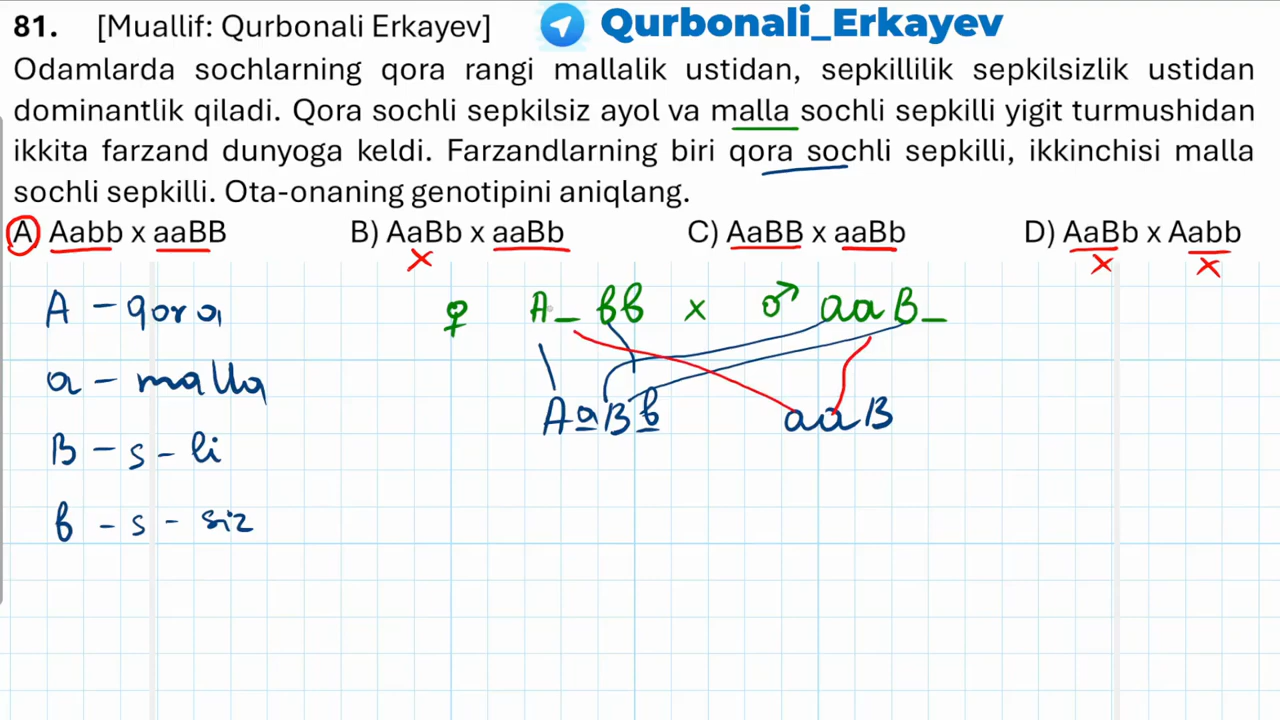 81. [Muallif: Qurbonali Erkayev] Qurbonali_Erkayev
Odamlarda sochlarning qora rangi mallalik ustidan, sepkillilik sepkilsizlik ustidan
dominantlik qiladi. Qora sochli sepkilsiz ayol va malla sochli sepkilli yigit turmushidan
ikkita farzand dunyoga keldi. Farzandlarning biri qora sochli sepkilli, ikkinchisi malla
sochli sepkilli. Ota-onaning genotipini aniqlang.
A) Aabb x aaBB B) AaBb x aaBb C) AaBB x aaBb D) AaBb x Aabb
x x x
A – qora ♀ A_ bb x ♂ aaB_
a – malla
AaBb aaB
B – s – li
b – s – siz